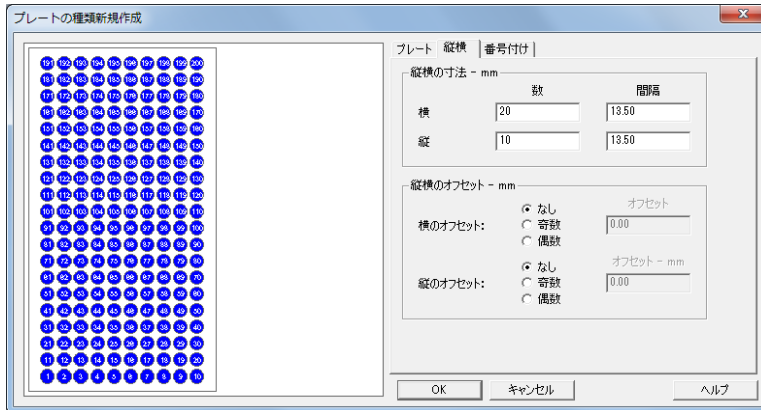 プレートの種類新規作成
191 192 193 194 195 196 197 198 199 200
181 182 183 184 185 186 187 188 189 190
171 172 173 174 175 176 177 178 179 180
161 162 163 164 165 166 167 168 169 170
151 152 153 154 155 156 157 158 159 160
141 142 143 144 145 146 147 148 149 150
131 132 133 134 135 136 137 138 139 140
121 122 123 124 125 126 127 128 129 130
111 112 113 114 115 116 117 118 119 120
101 102 103 104 105 106 107 108 109 110
91 92 93 94 95 96 97 98 99 100
81 82 83 84 85 86 87 88 89 90
71 72 73 74 75 76 77 78 79 80
61 62 63 64 65 66 67 68 69 70
51 52 53 54 55 56 57 58 59 60
41 42 43 44 45 46 47 48 49 50
31 32 33 34 35 36 37 38 39 40
21 22 23 24 25 26 27 28 29 30
11 12 13 14 15 16 17 18 19 20
1 2 3 4 5 6 7 8 9 10
プレート 縦横 番号付け
縦横の寸法 - mm
数 間隔
横 20 13.50
縦 10 13.50
縦横のオフセット - mm
オフセット
横のオフセット: なし 0.00
奇数
偶数
オフセット - mm
縦のオフセット: なし 0.00
奇数
偶数
OK キャンセル ヘルプ